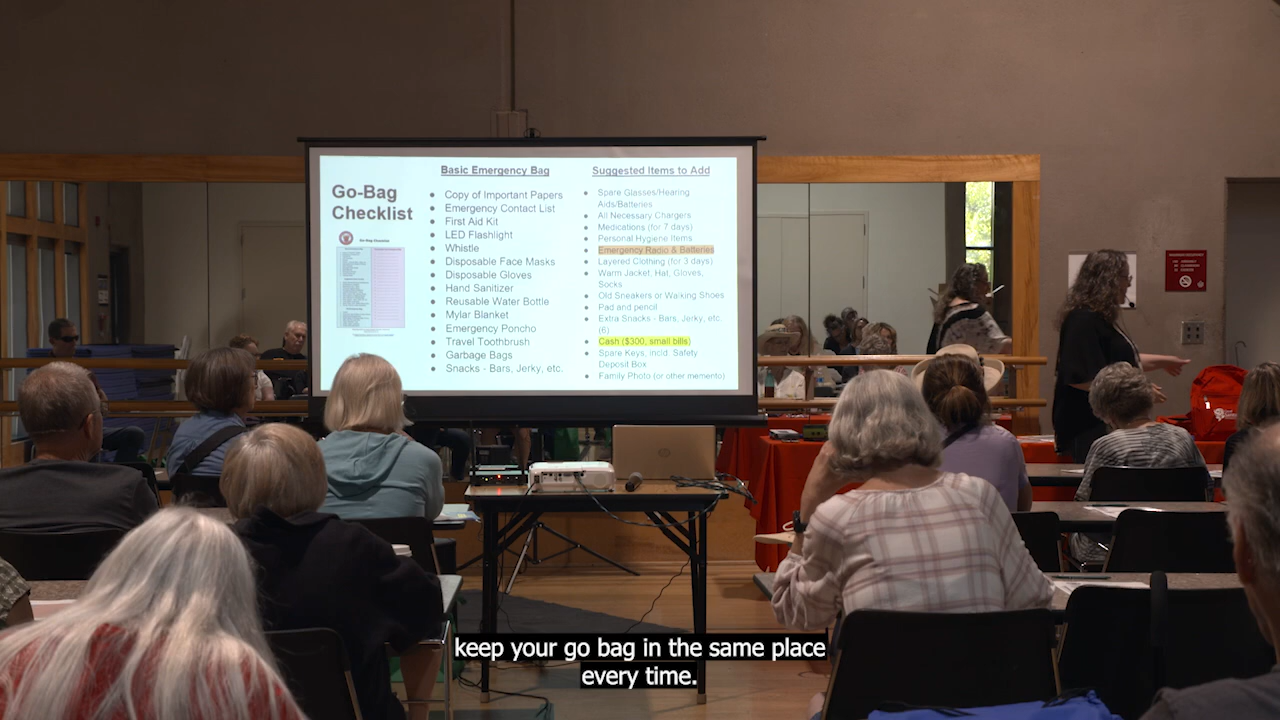 Go-Bag
Checklist
Go-Bag Checklist
Basic Emergency Bag
● Copy of Important Papers
● Emergency Contact List
● First Aid Kit
● LED Flashlight
● Whistle
● Disposable Face Masks
● Disposable Gloves
● Hand Sanitizer
● Reusable Water Bottle
● Mylar Blanket
● Emergency Poncho
● Travel Toothbrush
● Garbage Bags
● Snacks - Bars, Jerky, etc.
Suggested Items to Add
● Spare Glasses/Hearing
Aids/Batteries
● All Necessary Chargers
● Medications (for 7 days)
● Personal Hygiene Items
● Emergency Radio & Batteries
● Layered Clothing (for 3 days)
● Warm Jacket, Hat, Gloves,
Socks
● Old Sneakers or Walking Shoes
● Pad and pencil
● Extra Snacks - Bars, Jerky, etc.
(6)
● Cash ($300, small bills)
● Spare Keys, incld. Safety
Deposit Box
● Family Photo (or other memento)
keep your go bag in the same place
every time.